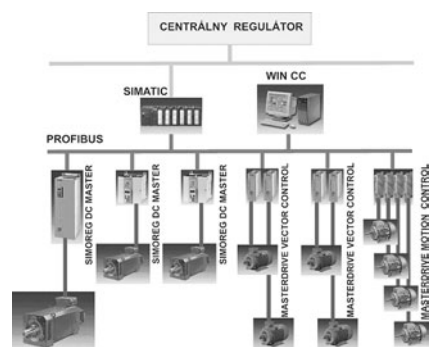 CENTRÁLNY REGULÁTOR
SIMATIC
WIN CC
PROFIBUS
SIMOREG DC MASTER
SIMOREG DC MASTER
SIMOREG DC MASTER
MASTERDRIVE VECTOR CONTROL
MASTERDRIVE VECTOR CONTROL
MASTERDRIVE MOTION CONTROL